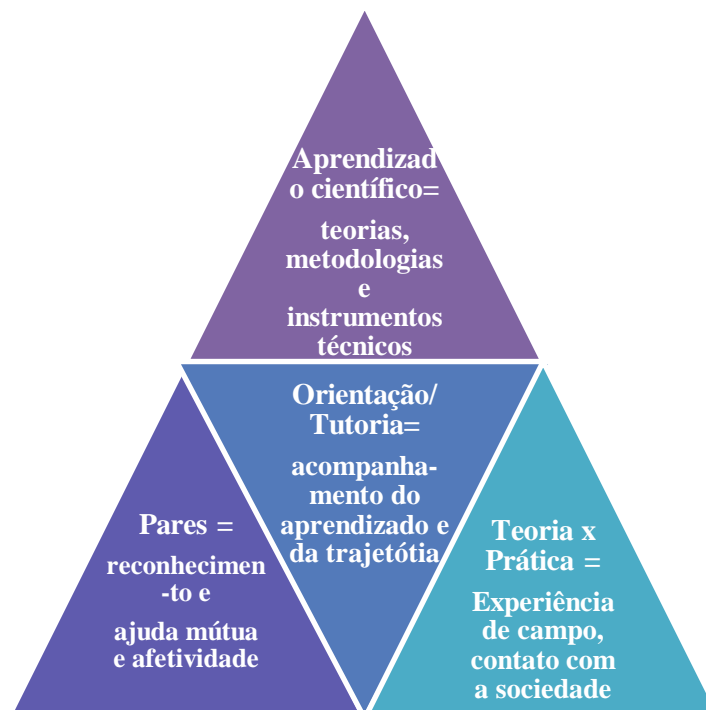 Aprendizad
o científico=
teorias,
metodologias
e
instrumentos
técnicos
Orientação/
Tutoria=
acompanha-
mento do
aprendizado e
da trajetótia
Pares =
reconhecimen
-to e
ajuda mútua
e afetividade
Teoria x
Prática =
Experiência
de campo,
contato com
a sociedade